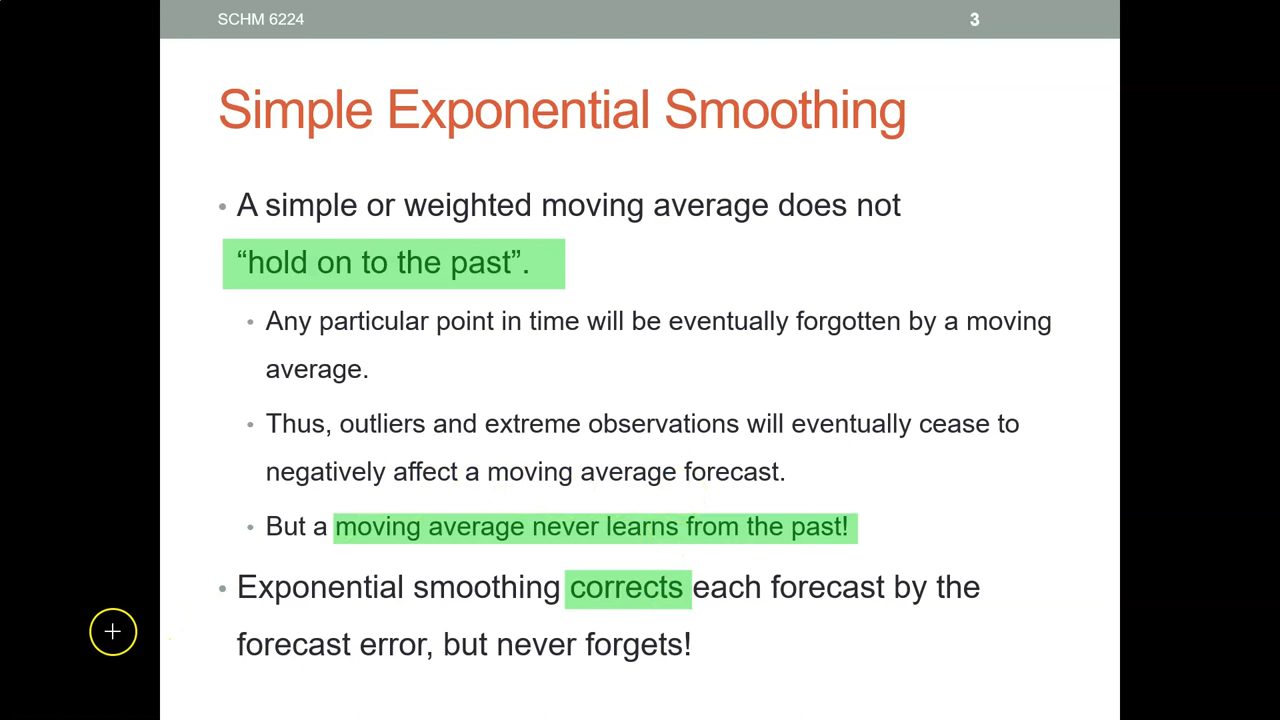 SCHM 6224
3
Simple Exponential Smoothing
• A simple or weighted moving average does not
“hold on to the past”.
• Any particular point in time will be eventually forgotten by a moving
average.
• Thus, outliers and extreme observations will eventually cease to
negatively affect a moving average forecast.
• But a moving average never learns from the past!
• Exponential smoothing corrects each forecast by the
forecast error, but never forgets!